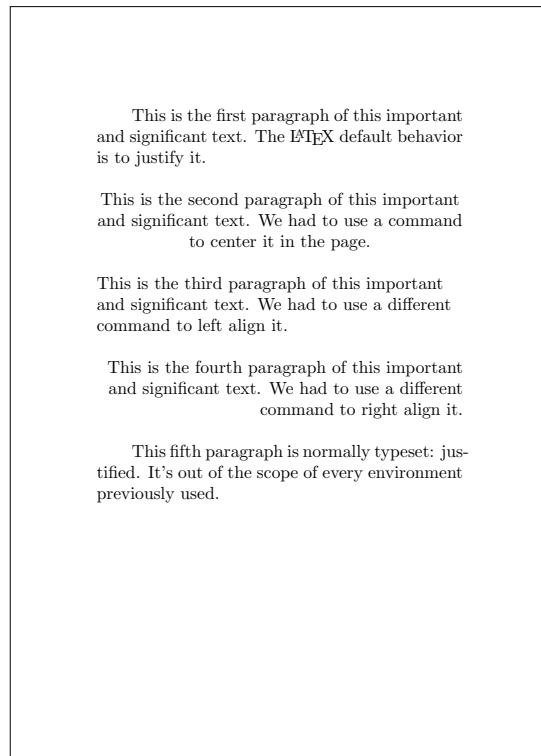 This is the first paragraph of this important
and significant text. The LATEX default behavior
is to justify it.
This is the second paragraph of this important
and significant text. We had to use a command
to center it in the page.
This is the third paragraph of this important
and significant text. We had to use a different
command to left align it.
This is the fourth paragraph of this important
and significant text. We had to use a different
command to right align it.
This fifth paragraph is normally typeset: jus-
tified. It's out of the scope of every environment
previously used.